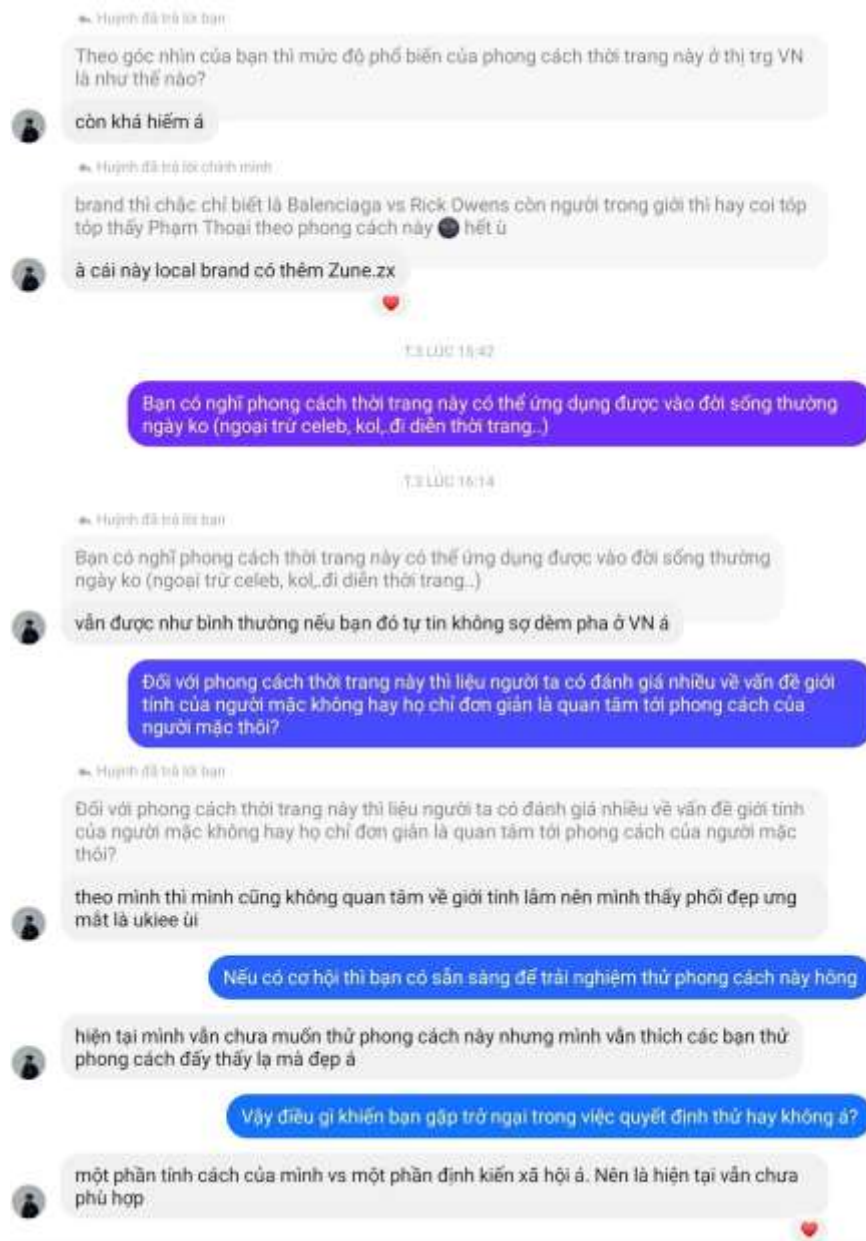 Huỳnh đã trả lời bạn
Theo góc nhìn của bạn thì mức độ phổ biến của phong cách thời trang này ở thị trg VN
là như thế nào?
còn khá hiếm á
Huỳnh đã trả lời chính mình
brand thì chắc chỉ biết là Balenciaga vs Rick Owens còn người trong giới thì hay coi tóp
tóp thấy Phạm Thoại theo phong cách này 🌚 hết ù
à cái này local brand có thêm Zune.zx
T.3 LÚC 15:42
Bạn có nghĩ phong cách thời trang này có thể ứng dụng được vào đời sống thường
ngày ko (ngoại trừ celeb, kol,.đi diễn thời trang..)
T.3 LÚC 16:14
Huỳnh đã trả lời bạn
Bạn có nghĩ phong cách thời trang này có thể ứng dụng được vào đời sống thường
ngày ko (ngoại trừ celeb, kol,.đi diễn thời trang..)
vẫn được như bình thường nếu bạn đó tự tin không sợ dèm pha ở VN á
Đối với phong cách thời trang này thì liệu người ta có đánh giá nhiều về vấn đề giới
tính của người mặc không hay họ chỉ đơn giản là quan tâm tới phong cách của
người mặc thôi?
Huỳnh đã trả lời bạn
Đối với phong cách thời trang này thì liệu người ta có đánh giá nhiều về vấn đề giới tính
của người mặc không hay họ chỉ đơn giản là quan tâm tới phong cách của người mặc
thôi?
theo mình thì mình cũng không quan tâm về giới tính lắm nên mình thấy phối đẹp ưng
mắt là ukiee ùi
Nếu có cơ hội thì bạn có sẵn sàng để trải nghiệm thử phong cách này hông
hiện tại mình vẫn chưa muốn thử phong cách này nhưng mình vẫn thích các bạn thử
phong cách đấy thấy lạ mà đẹp á
Vậy điều gì khiến bạn gặp trở ngại trong việc quyết định thử hay không á?
một phần tính cách của mình vs một phần định kiến xã hội á. Nên là hiện tại vẫn chưa
phù hợp